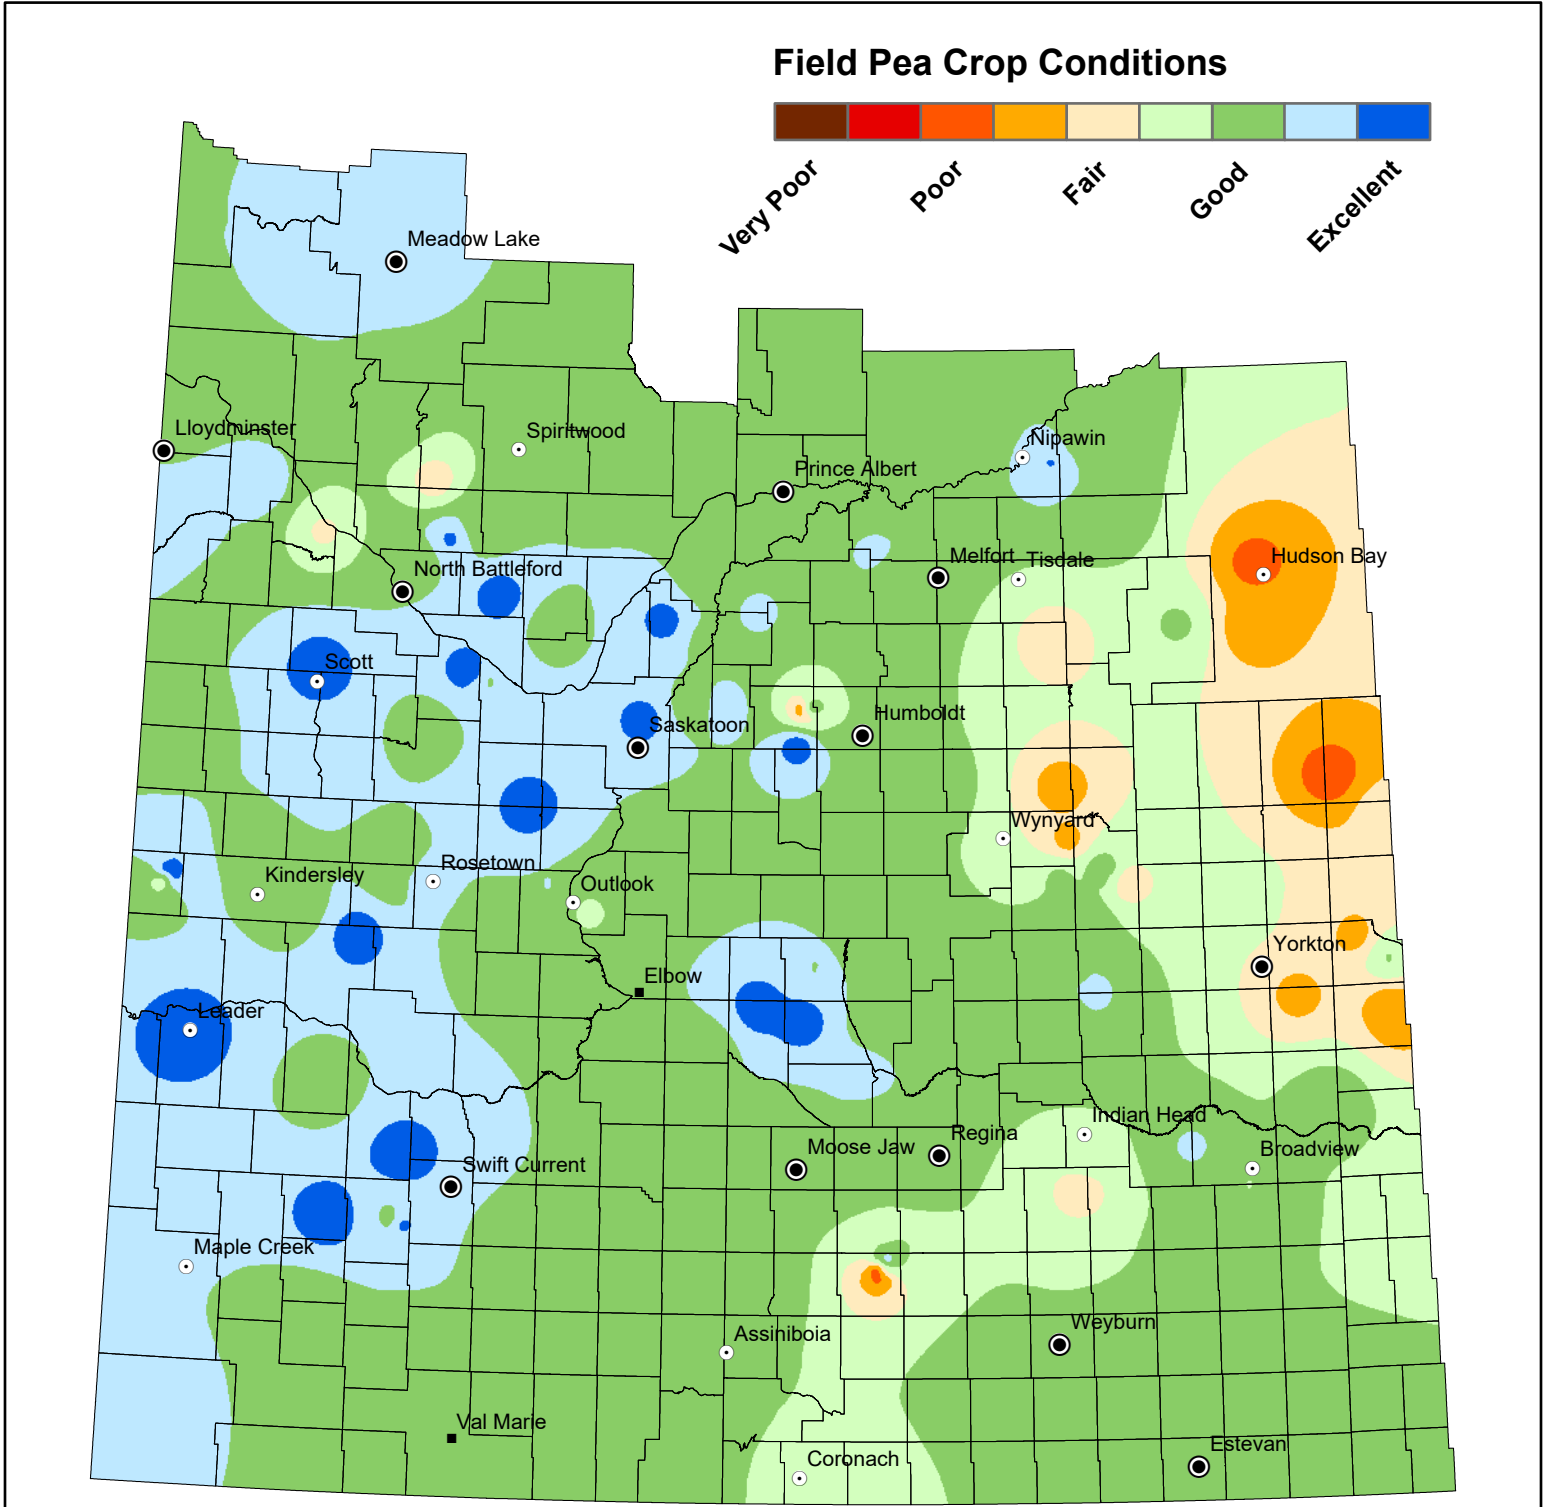 Field Pea Crop Conditions
Very Poor
Poor
Fair
Good
Excellent
Meadow Lake
Lloydminster
Spiritwood
Nipawin
Prince Albert
Melfort
Tisdale
Hudson Bay
North Battleford
Scott
Saskatoon
Humboldt
Wynyard
Kindersley
Rosetown
Outlook
Yorkton
Elbow
Leader
Indian Head
Regina
Moose Jaw
Broadview
Swift Current
Maple Creek
Weyburn
Assiniboia
Val Marie
Estevan
Coronach